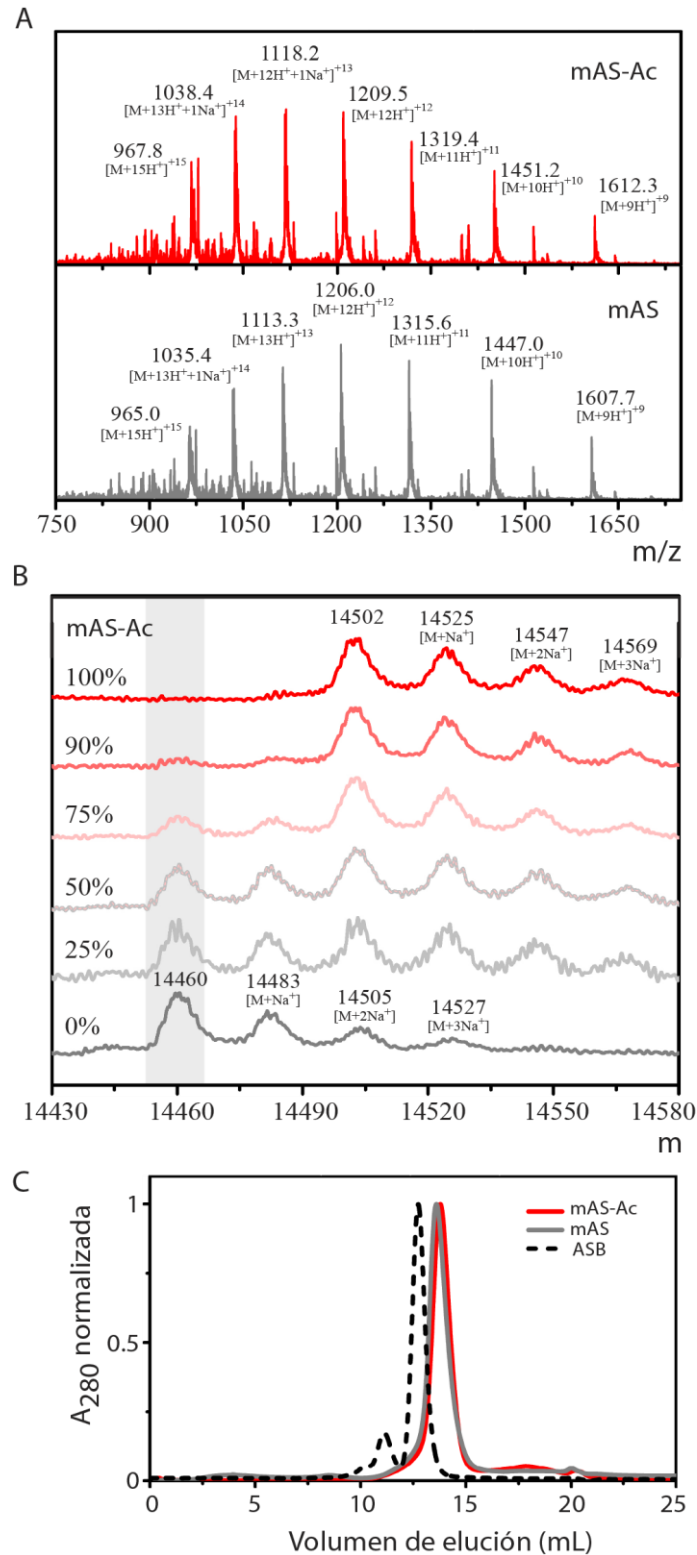 A
mAS-Ac
1118.2
[M+12H⁺+1Na⁺]⁺¹³
1038.4
[M+13H⁺+1Na⁺]⁺¹⁴
1209.5
[M+12H⁺]⁺¹²
967.8
[M+15H⁺]⁺¹⁵
1319.4
[M+11H⁺]⁺¹¹
1451.2
[M+10H⁺]⁺¹⁰
1612.3
[M+9H⁺]⁺⁹
mAS
1206.0
[M+12H⁺]⁺¹²
1113.3
[M+13H⁺]⁺¹³
1035.4
[M+13H⁺+1Na⁺]⁺¹⁴
965.0
[M+15H⁺]⁺¹⁵
1315.6
[M+11H⁺]⁺¹¹
1447.0
[M+10H⁺]⁺¹⁰
1607.7
[M+9H⁺]⁺⁹
750 900 1050 1200 1350 1500 1650
m/z
B
mAS-Ac
14502 14525 14547 14569
[M+Na⁺] [M+2Na⁺] [M+3Na⁺]
100%
90%
75%
50%
25%
0%
14460 14483 14505 14527
[M+Na⁺] [M+2Na⁺] [M+3Na⁺]
14430 14460 14490 14520 14550 14580
m
C
A₂₈₀ normalizada
1
0.5
0
mAS-Ac
mAS
ASB
0 5 10 15 20 25
Volumen de elución (mL)